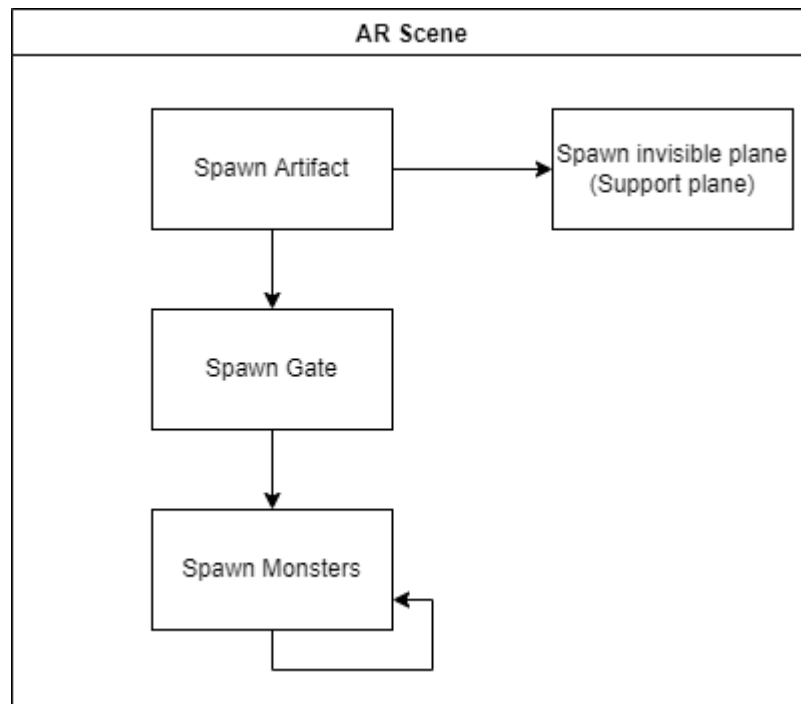 AR Scene
Spawn Artifact
Spawn invisible plane
(Support plane)
Spawn Gate
Spawn Monsters